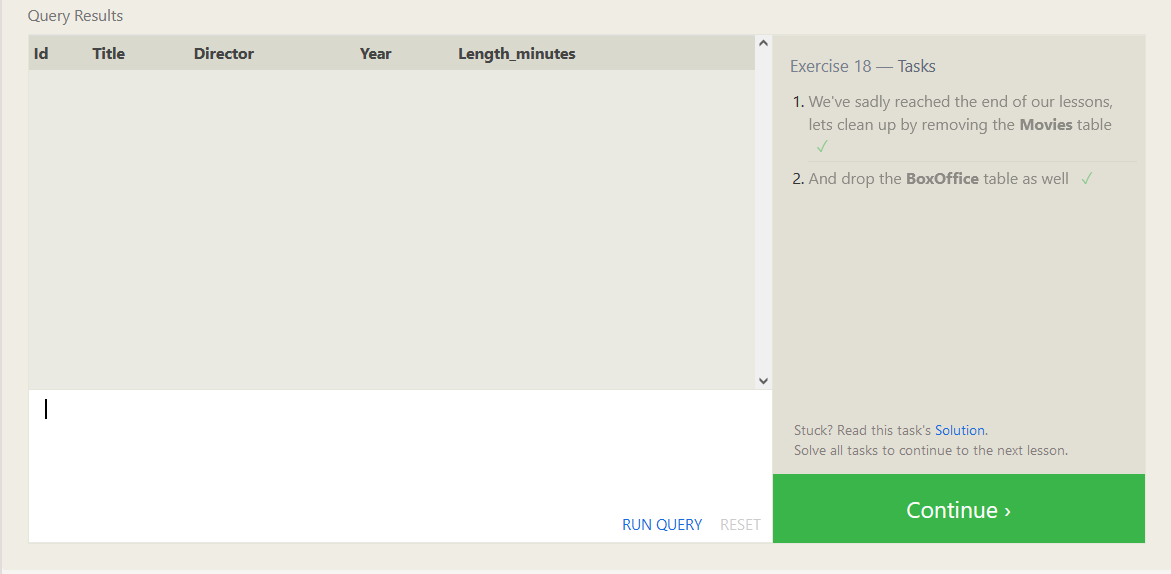 Query Results
Id Title Director Year Length_minutes
Exercise 18 — Tasks
1. We've sadly reached the end of our lessons,
lets clean up by removing the Movies table
✓
2. And drop the BoxOffice table as well ✓
Stuck? Read this task's Solution.
Solve all tasks to continue to the next lesson.
RUN QUERY RESET
Continue ›